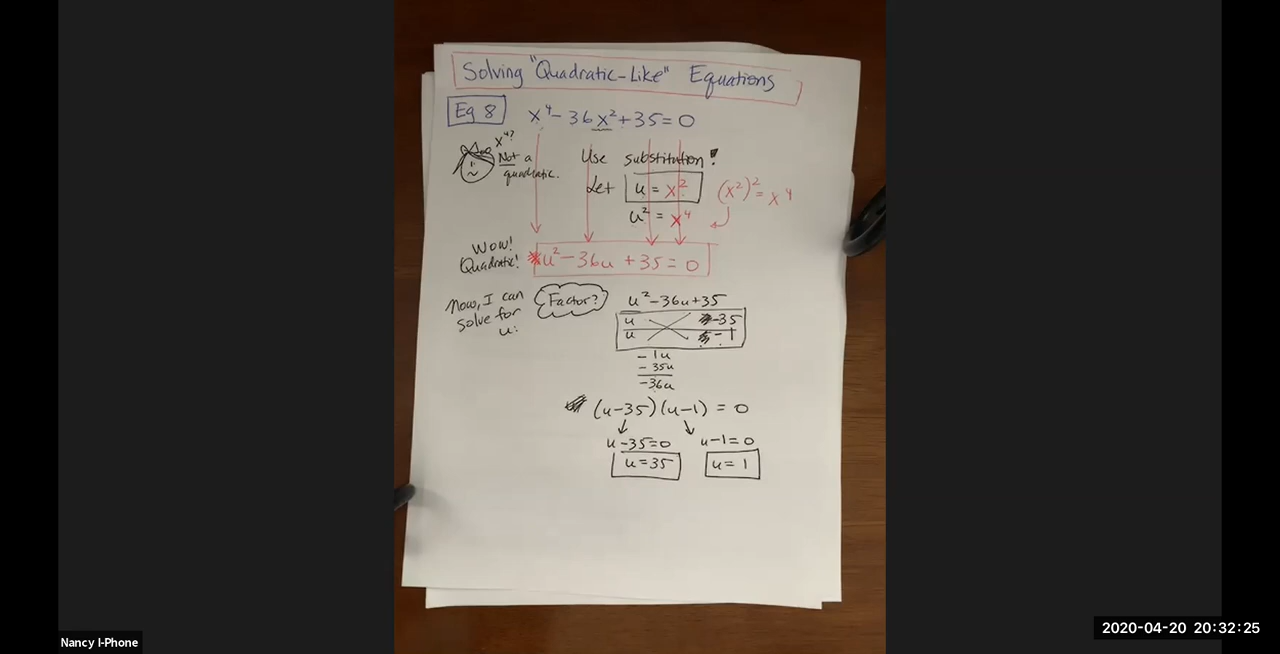 Solving "Quadratic-Like" Equations
Eg 8
x⁴ - 36x² + 35 = 0
x⁴?
Not a
quadratic.
Use substitution!
Let u = x²
(x²)² = x⁴
u² = x⁴
Wow!
Quadratic!
u² - 36u + 35 = 0
Now, I can
solve for
u:
Factor?
u² - 36u + 35
u -35
u -1
- 1u
- 35u
-36u
(u-35)(u-1) = 0
u - 35 = 0
u - 1 = 0
u = 35
u = 1
Nancy I-Phone
2020-04-20 20:32:25